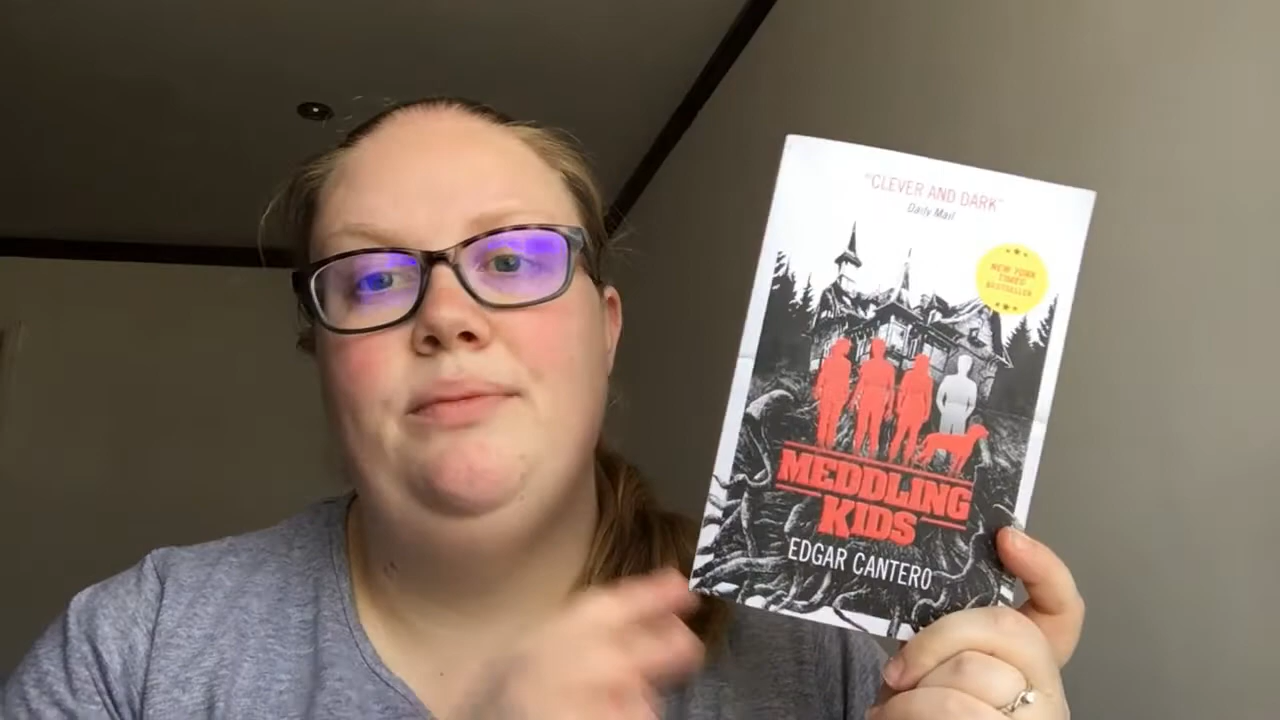 "CLEVER AND DARK"
Daily Mail
NEW YORK
TIMES
BESTSELLER
MEDDLING
KIDS
EDGAR CANTERO